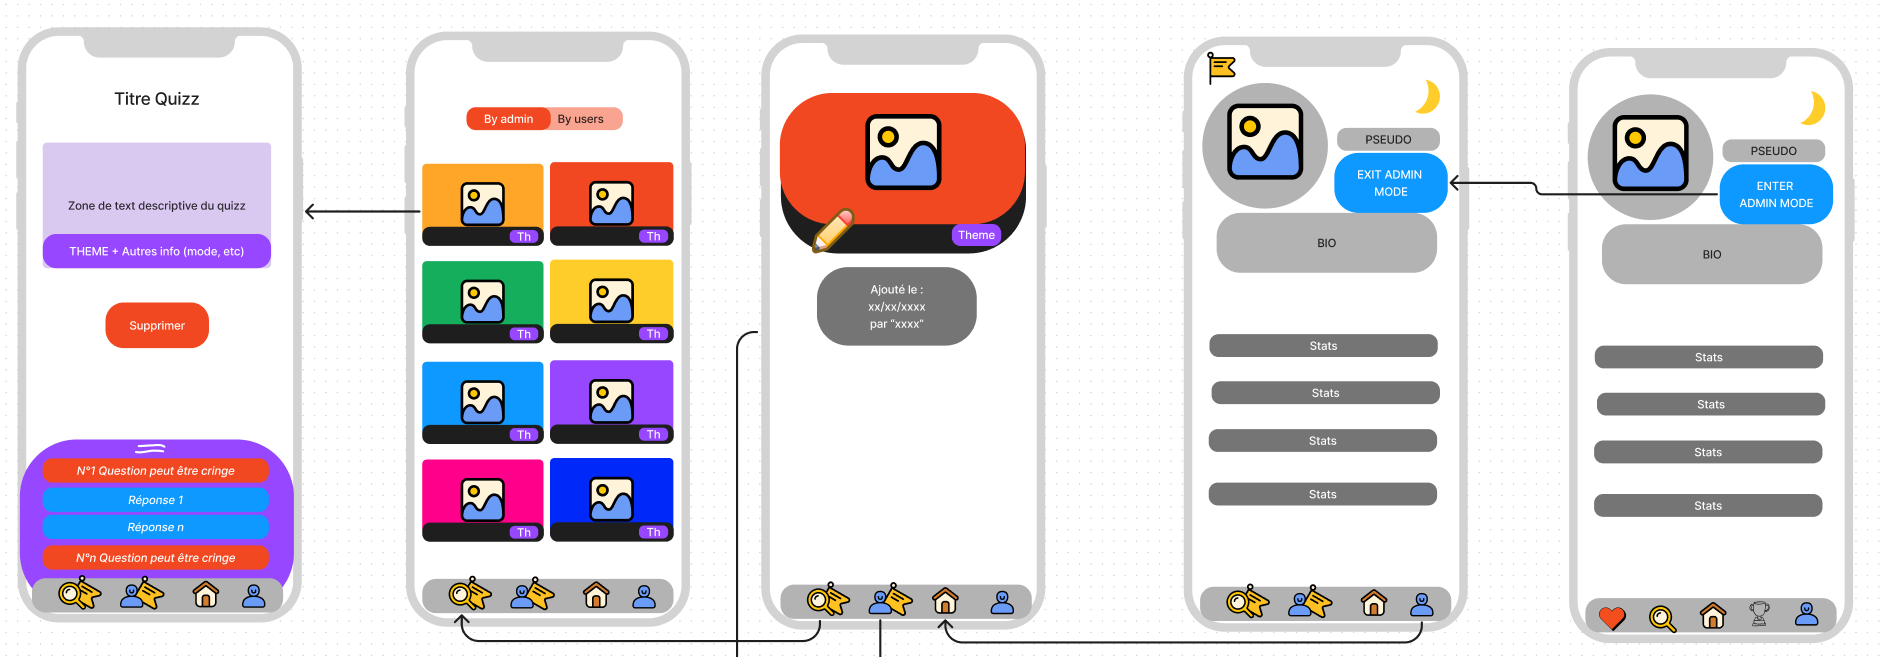 Titre Quizz
Zone de text descriptive du quizz
THEME + Autres info (mode, etc)
Supprimer
N°1 Question peut être cringe
Réponse 1
Réponse n
N°n Question peut être cringe
By admin
By users
Th
Th
Th
Th
Th
Th
Th
Th
Theme
Ajouté le :
xx/xx/xxxx
par "xxxx"
PSEUDO
EXIT ADMIN
MODE
BIO
Stats
Stats
Stats
Stats
PSEUDO
ENTER
ADMIN MODE
BIO
Stats
Stats
Stats
Stats